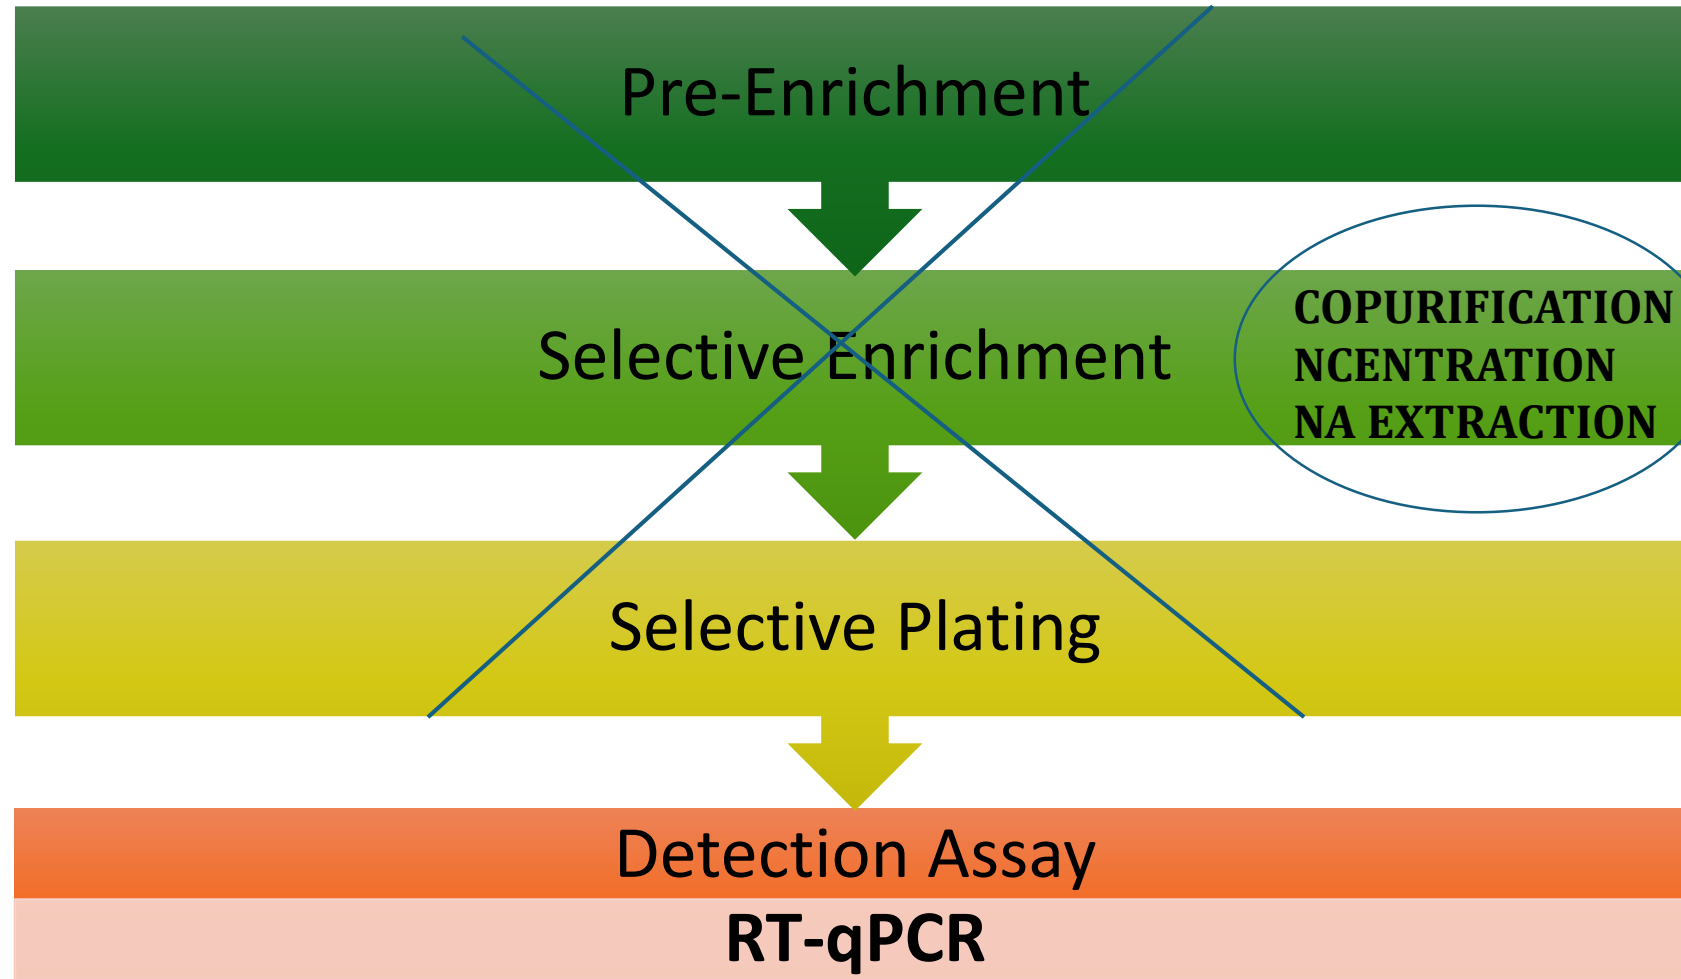 Pre-Enrichment
Selective Enrichment
COPURIFICATION
NCENTRATION
NA EXTRACTION
Selective Plating
Detection Assay
RT-qPCR